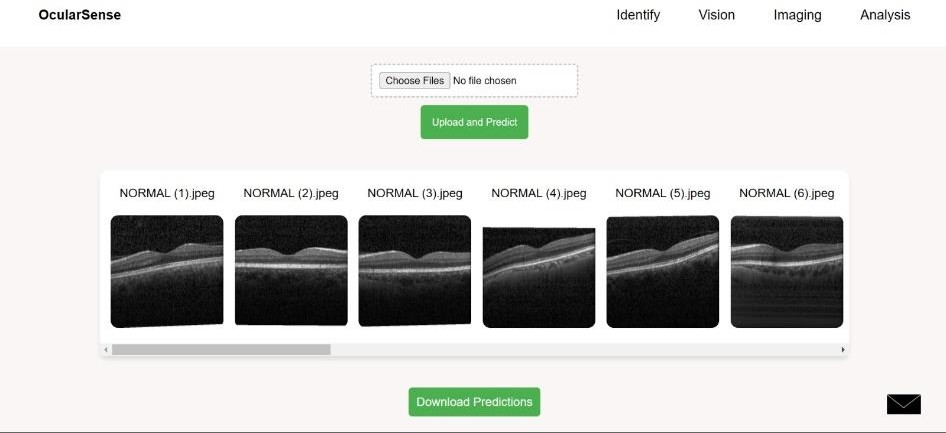 OcularSense Identify Vision Imaging Analysis
Choose Files No file chosen
Upload and Predict
NORMAL (1).jpeg NORMAL (2).jpeg NORMAL (3).jpeg NORMAL (4).jpeg NORMAL (5).jpeg NORMAL (6).jpeg
Download Predictions